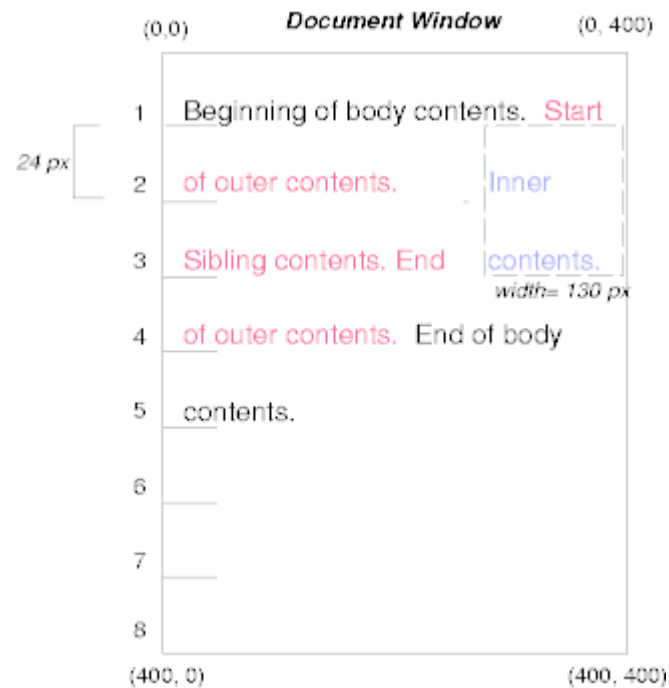 Document Window
(0,0) (0, 400)
1 Beginning of body contents. Start
24 px
2 of outer contents. Inner
3 Sibling contents. End contents.
width= 130 px
4 of outer contents. End of body
5 contents.
6
7
8
(400, 0) (400, 400)